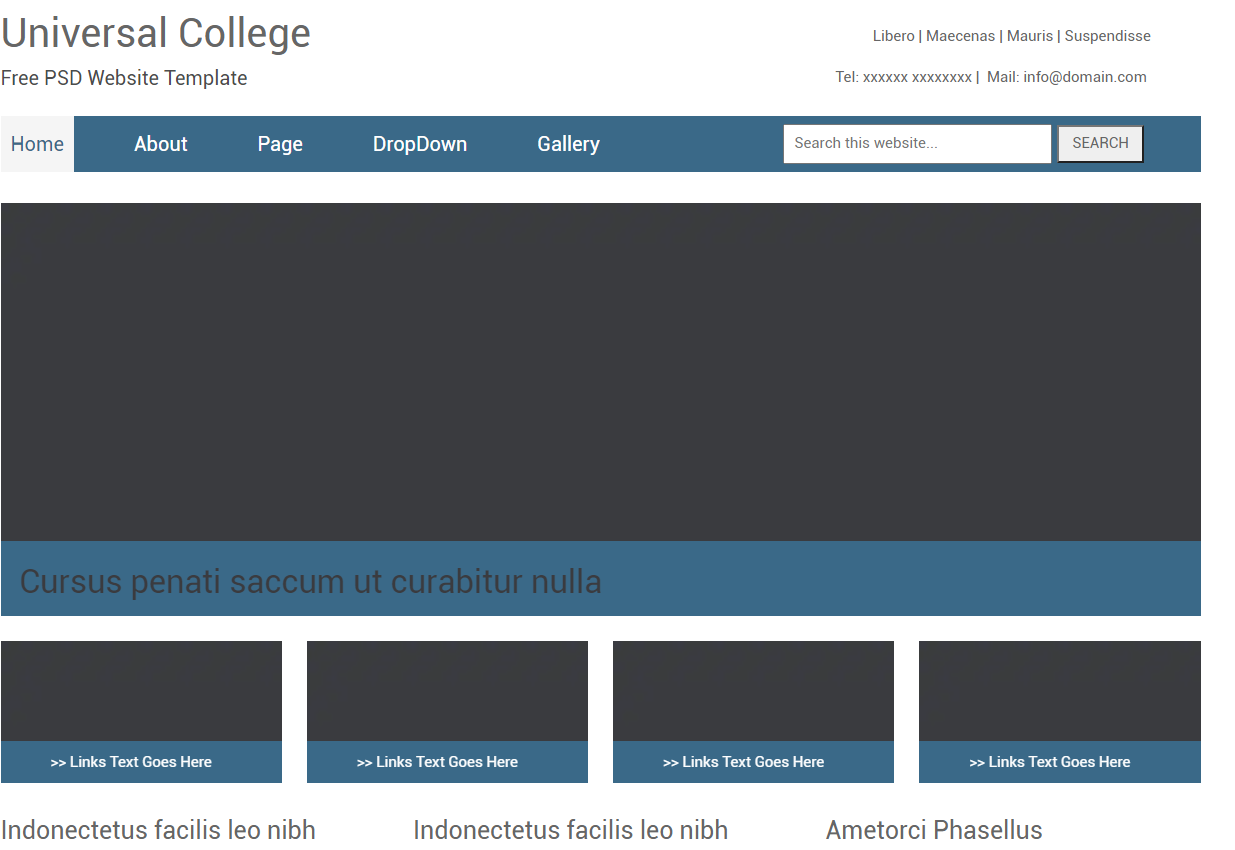 Universal College
Libero | Maecenas | Mauris | Suspendisse
Free PSD Website Template
Tel: xxxxxx xxxxxxxx | Mail: info@domain.com
Home About Page DropDown Gallery Search this website... SEARCH
Cursus penati saccum ut curabitur nulla
>> Links Text Goes Here >> Links Text Goes Here >> Links Text Goes Here >> Links Text Goes Here
Indonectetus facilis leo nibh Indonectetus facilis leo nibh Ametorci Phasellus